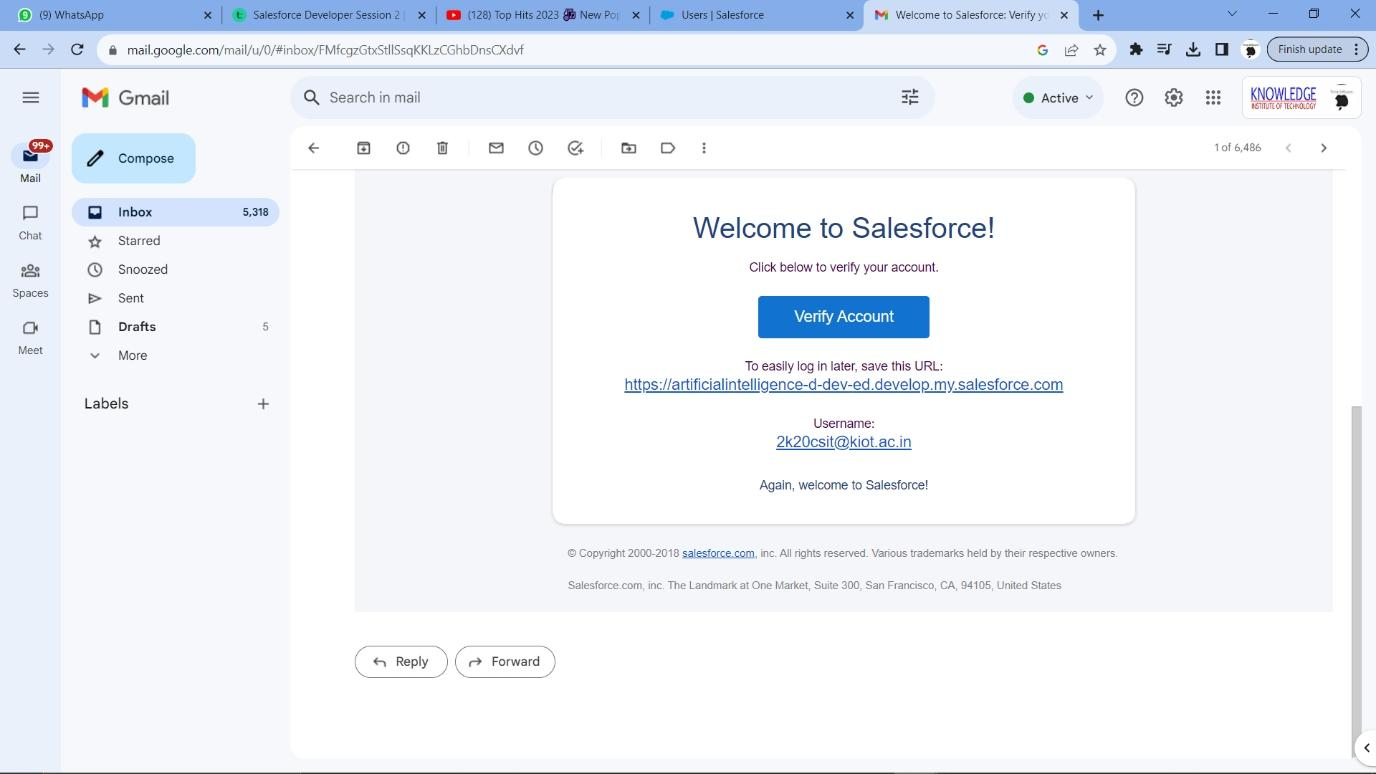 (9) WhatsApp
Salesforce Developer Session 2 |
(128) Top Hits 2023 New Pop
Users | Salesforce
Welcome to Salesforce: Verify yo
mail.google.com/mail/u/0/#inbox/FMfcgzGtxStllSsqKKLzCGhbDnsCXdvf
Finish update
Gmail
Search in mail
Active
KNOWLEDGE
INSTITUTE OF TECHNOLOGY
99+
Mail
Compose
1 of 6,486
Inbox 5,318
Chat
Starred
Snoozed
Spaces
Sent
Drafts 5
Meet
More
Labels
Welcome to Salesforce!
Click below to verify your account.
Verify Account
To easily log in later, save this URL:
https://artificialintelligence-d-dev-ed.develop.my.salesforce.com
Username:
2k20csit@kiot.ac.in
Again, welcome to Salesforce!
© Copyright 2000-2018 salesforce.com, inc. All rights reserved. Various trademarks held by their respective owners.
Salesforce.com, inc. The Landmark at One Market, Suite 300, San Francisco, CA, 94105, United States
Reply
Forward